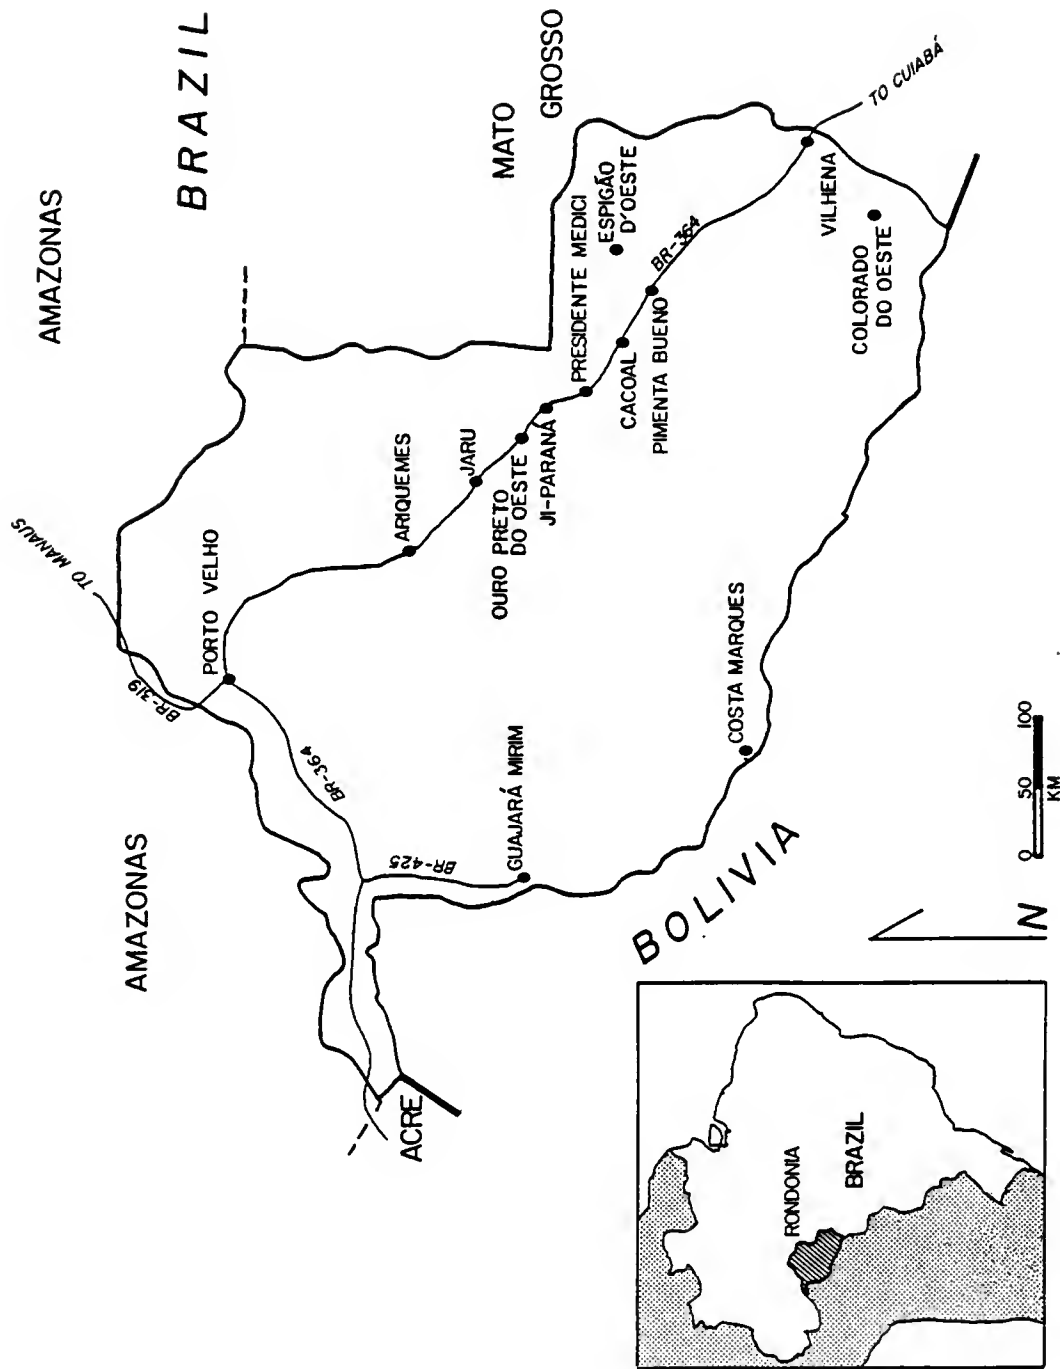 AMAZONAS
BRAZIL
TO MANAUS
AMAZONAS
BR-319
PORTO VELHO
MATO
GROSSO
BR-364
ARIQUEMES
ACRE
BR-425
JARU
OURO PRETO
DO OESTE
JI-PARANÁ
PRESIDENTE MEDICI
GUAJARÁ MIRIM
ESPIGÃO
D'OESTE
CACOAL
PIMENTA BUENO
BR-364
TO CUIABÁ
BOLIVIA
COSTA MARQUES
VILHENA
COLORADO
DO OESTE
RONDONIA
BRAZIL
N
0 50 100
KM